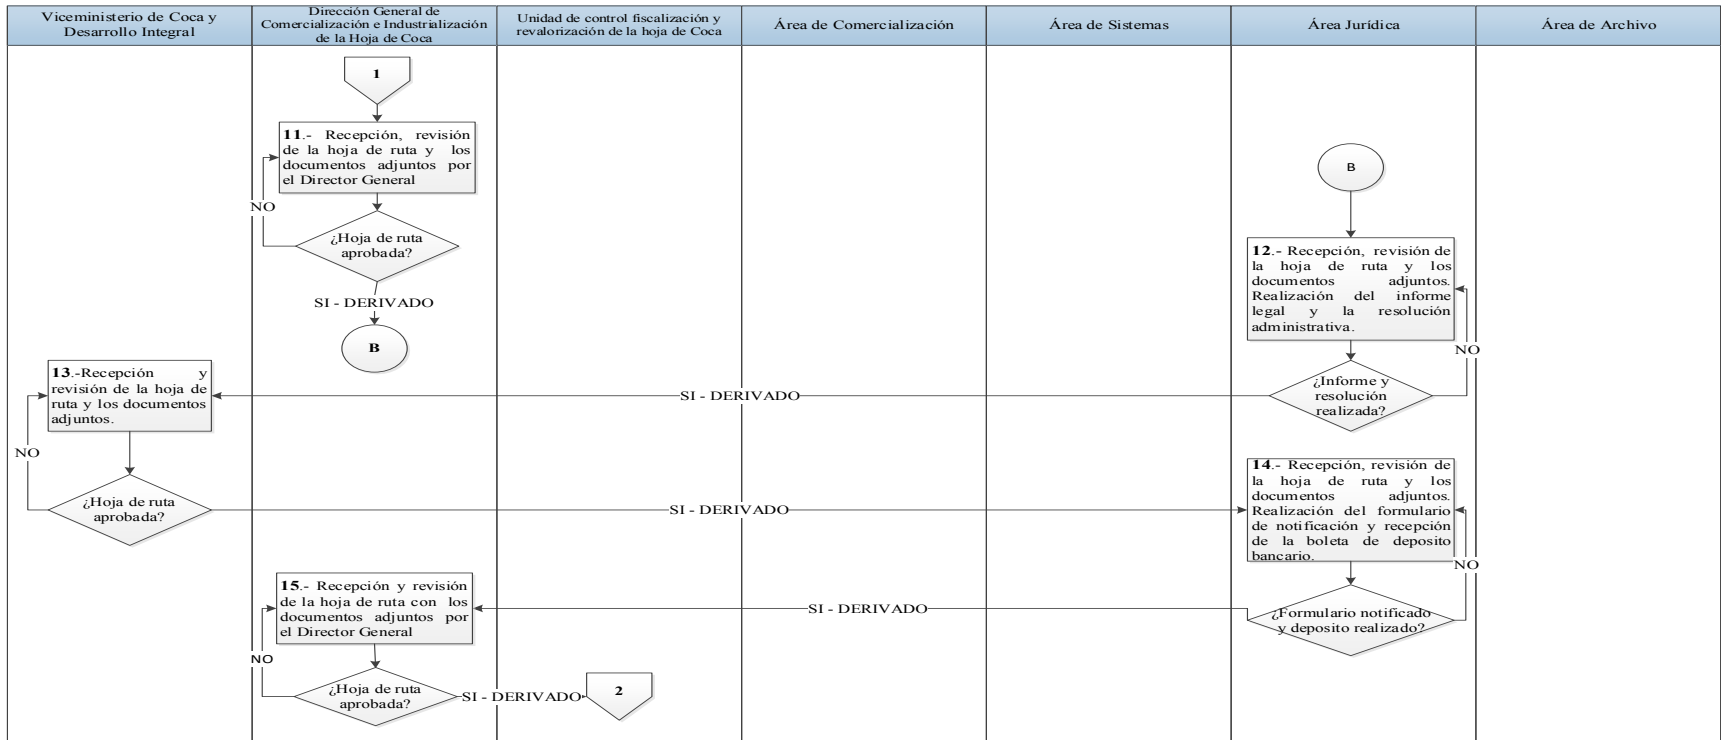 Viceministerio de Coca y
Desarrollo Integral
Dirección General de
Comercialización e Industrialización
de la Hoja de Coca
Unidad de control fiscalización y
revalorización de la hoja de Coca
Área de Comercialización
Área de Sistemas
Área Jurídica
Área de Archivo
1
11.- Recepción, revisión
de la hoja de ruta y los
documentos adjuntos por
el Director General
NO
¿Hoja de ruta
aprobada?
SI - DERIVADO
B
B
12.- Recepción, revisión de
la hoja de ruta y los
documentos adjuntos.
Realización del informe
legal y la resolución
administrativa.
NO
¿Informe y
resolución
realizada?
SI - DERIVADO
13.-Recepción y
revisión de la hoja de
ruta y los documentos
adjuntos.
NO
¿Hoja de ruta
aprobada?
SI - DERIVADO
14.- Recepción, revisión de
la hoja de ruta y los
documentos adjuntos.
Realización del formulario
de notificación y recepción
de la boleta de deposito
bancario.
NO
¿Formulario notificado
y deposito realizado?
SI - DERIVADO
15.- Recepción y revisión
de la hoja de ruta con los
documentos adjuntos por
el Director General
NO
¿Hoja de ruta
aprobada?
SI - DERIVADO
2